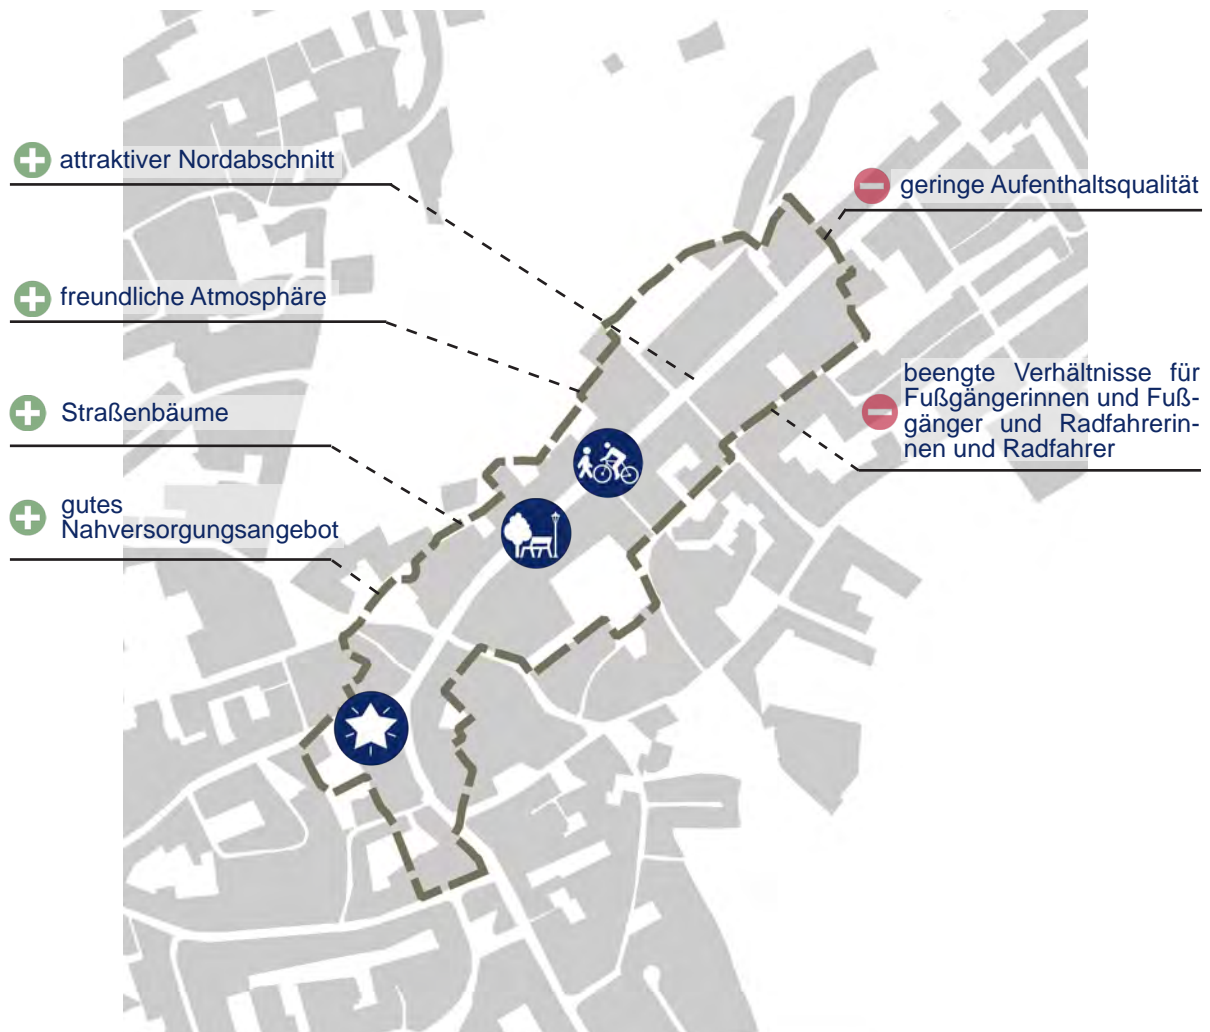 attraktiver Nordabschnitt
freundliche Atmosphäre
Straßenbäume
gutes
Nahversorgungsangebot
geringe Aufenthaltsqualität
beengte Verhältnisse für
Fußgängerinnen und Fuß-
gänger und Radfahrerin-
nen und Radfahrer